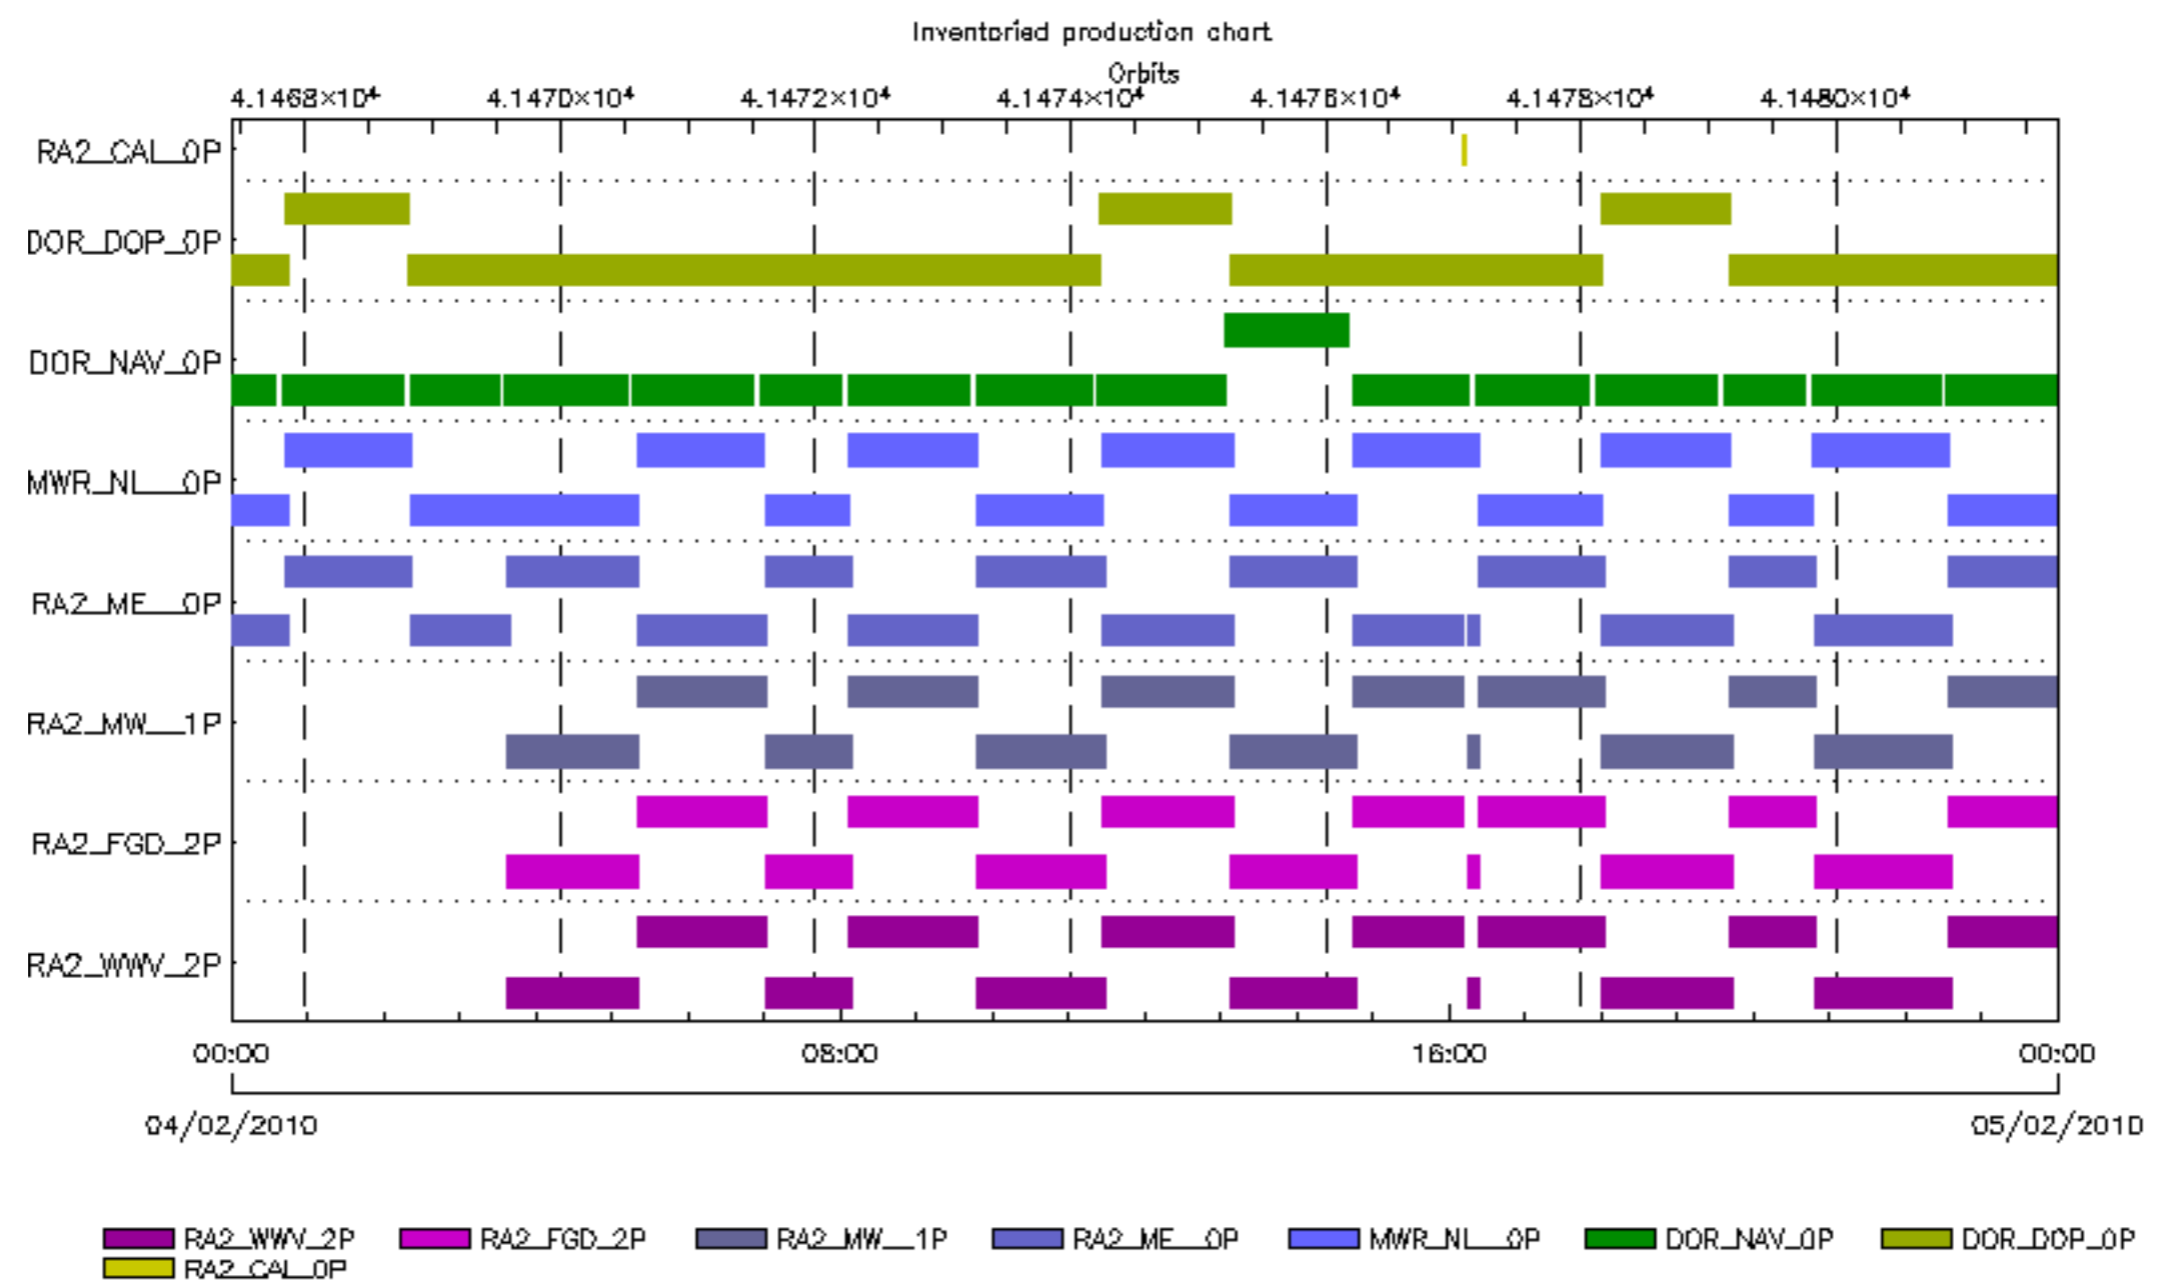 Inventoried production chart
Orbits
4.1468×10⁴ 4.1470×10⁴ 4.1472×10⁴ 4.1474×10⁴ 4.1476×10⁴ 4.1478×10⁴ 4.1480×10⁴
RA2_CAL_0P
DOR_DOP_0P
DOR_NAV_0P
MWR_NL__0P
RA2_ME__0P
RA2_MW__1P
RA2_FGD_2P
RA2_WWV_2P
00:00 08:00 16:00 00:00
04/02/2010 05/02/2010
RA2_WWV_2P RA2_FGD_2P RA2_MW__1P RA2_ME__0P MWR_NL__0P DOR_NAV_0P DOR_DOP_0P
RA2_CAL_0P